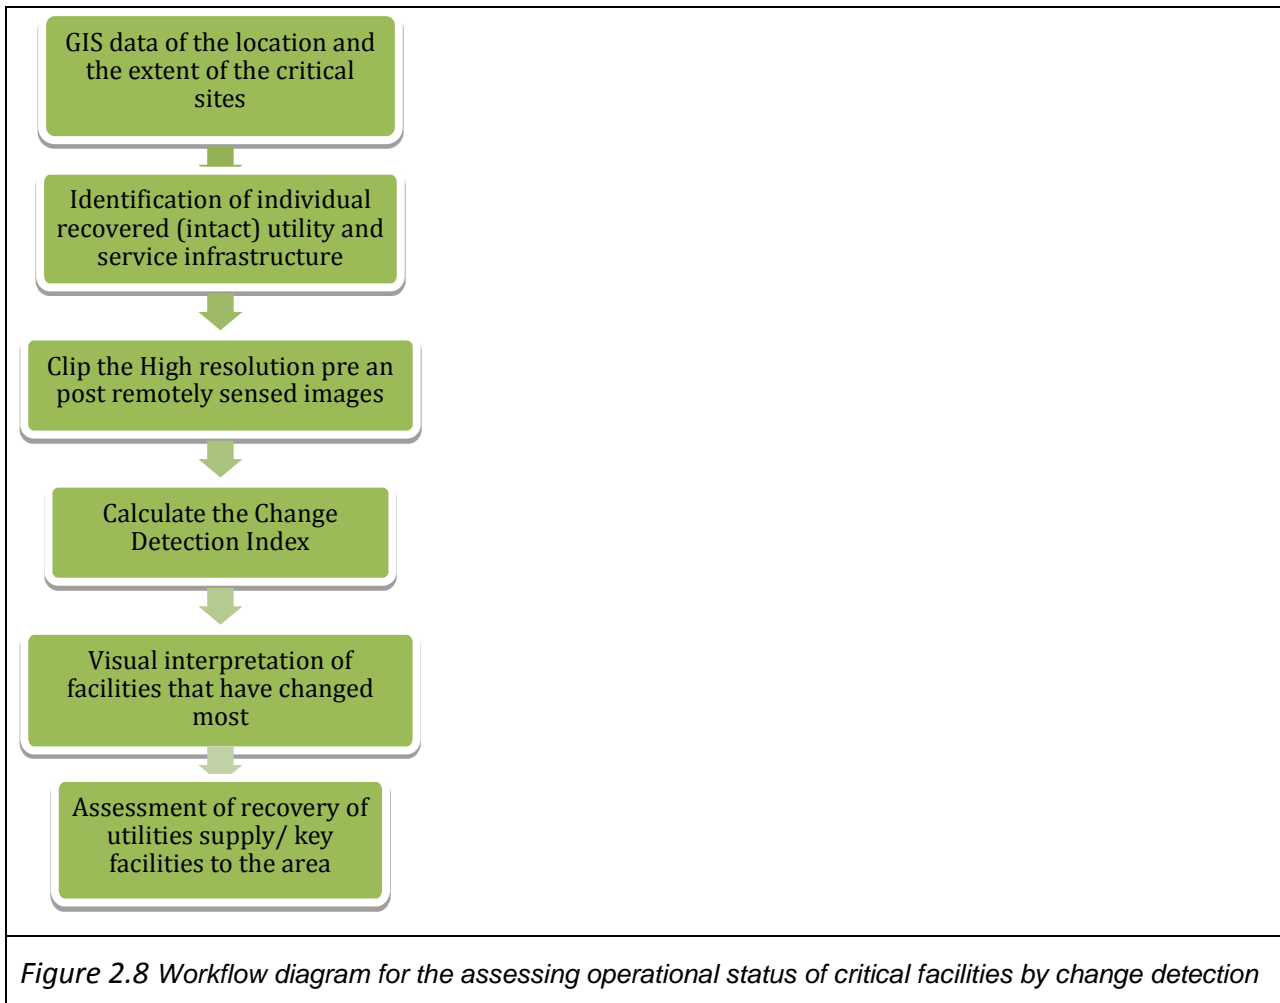 GIS data of the location and
the extent of the critical
sites
Identification of individual
recovered (intact) utility and
service infrastructure
Clip the High resolution pre an
post remotely sensed images
Calculate the Change
Detection Index
Visual interpretation of
facilities that have changed
most
Assessment of recovery of
utilities supply/ key
facilities to the area
Figure 2.8 Workflow diagram for the assessing operational status of critical facilities by change detection